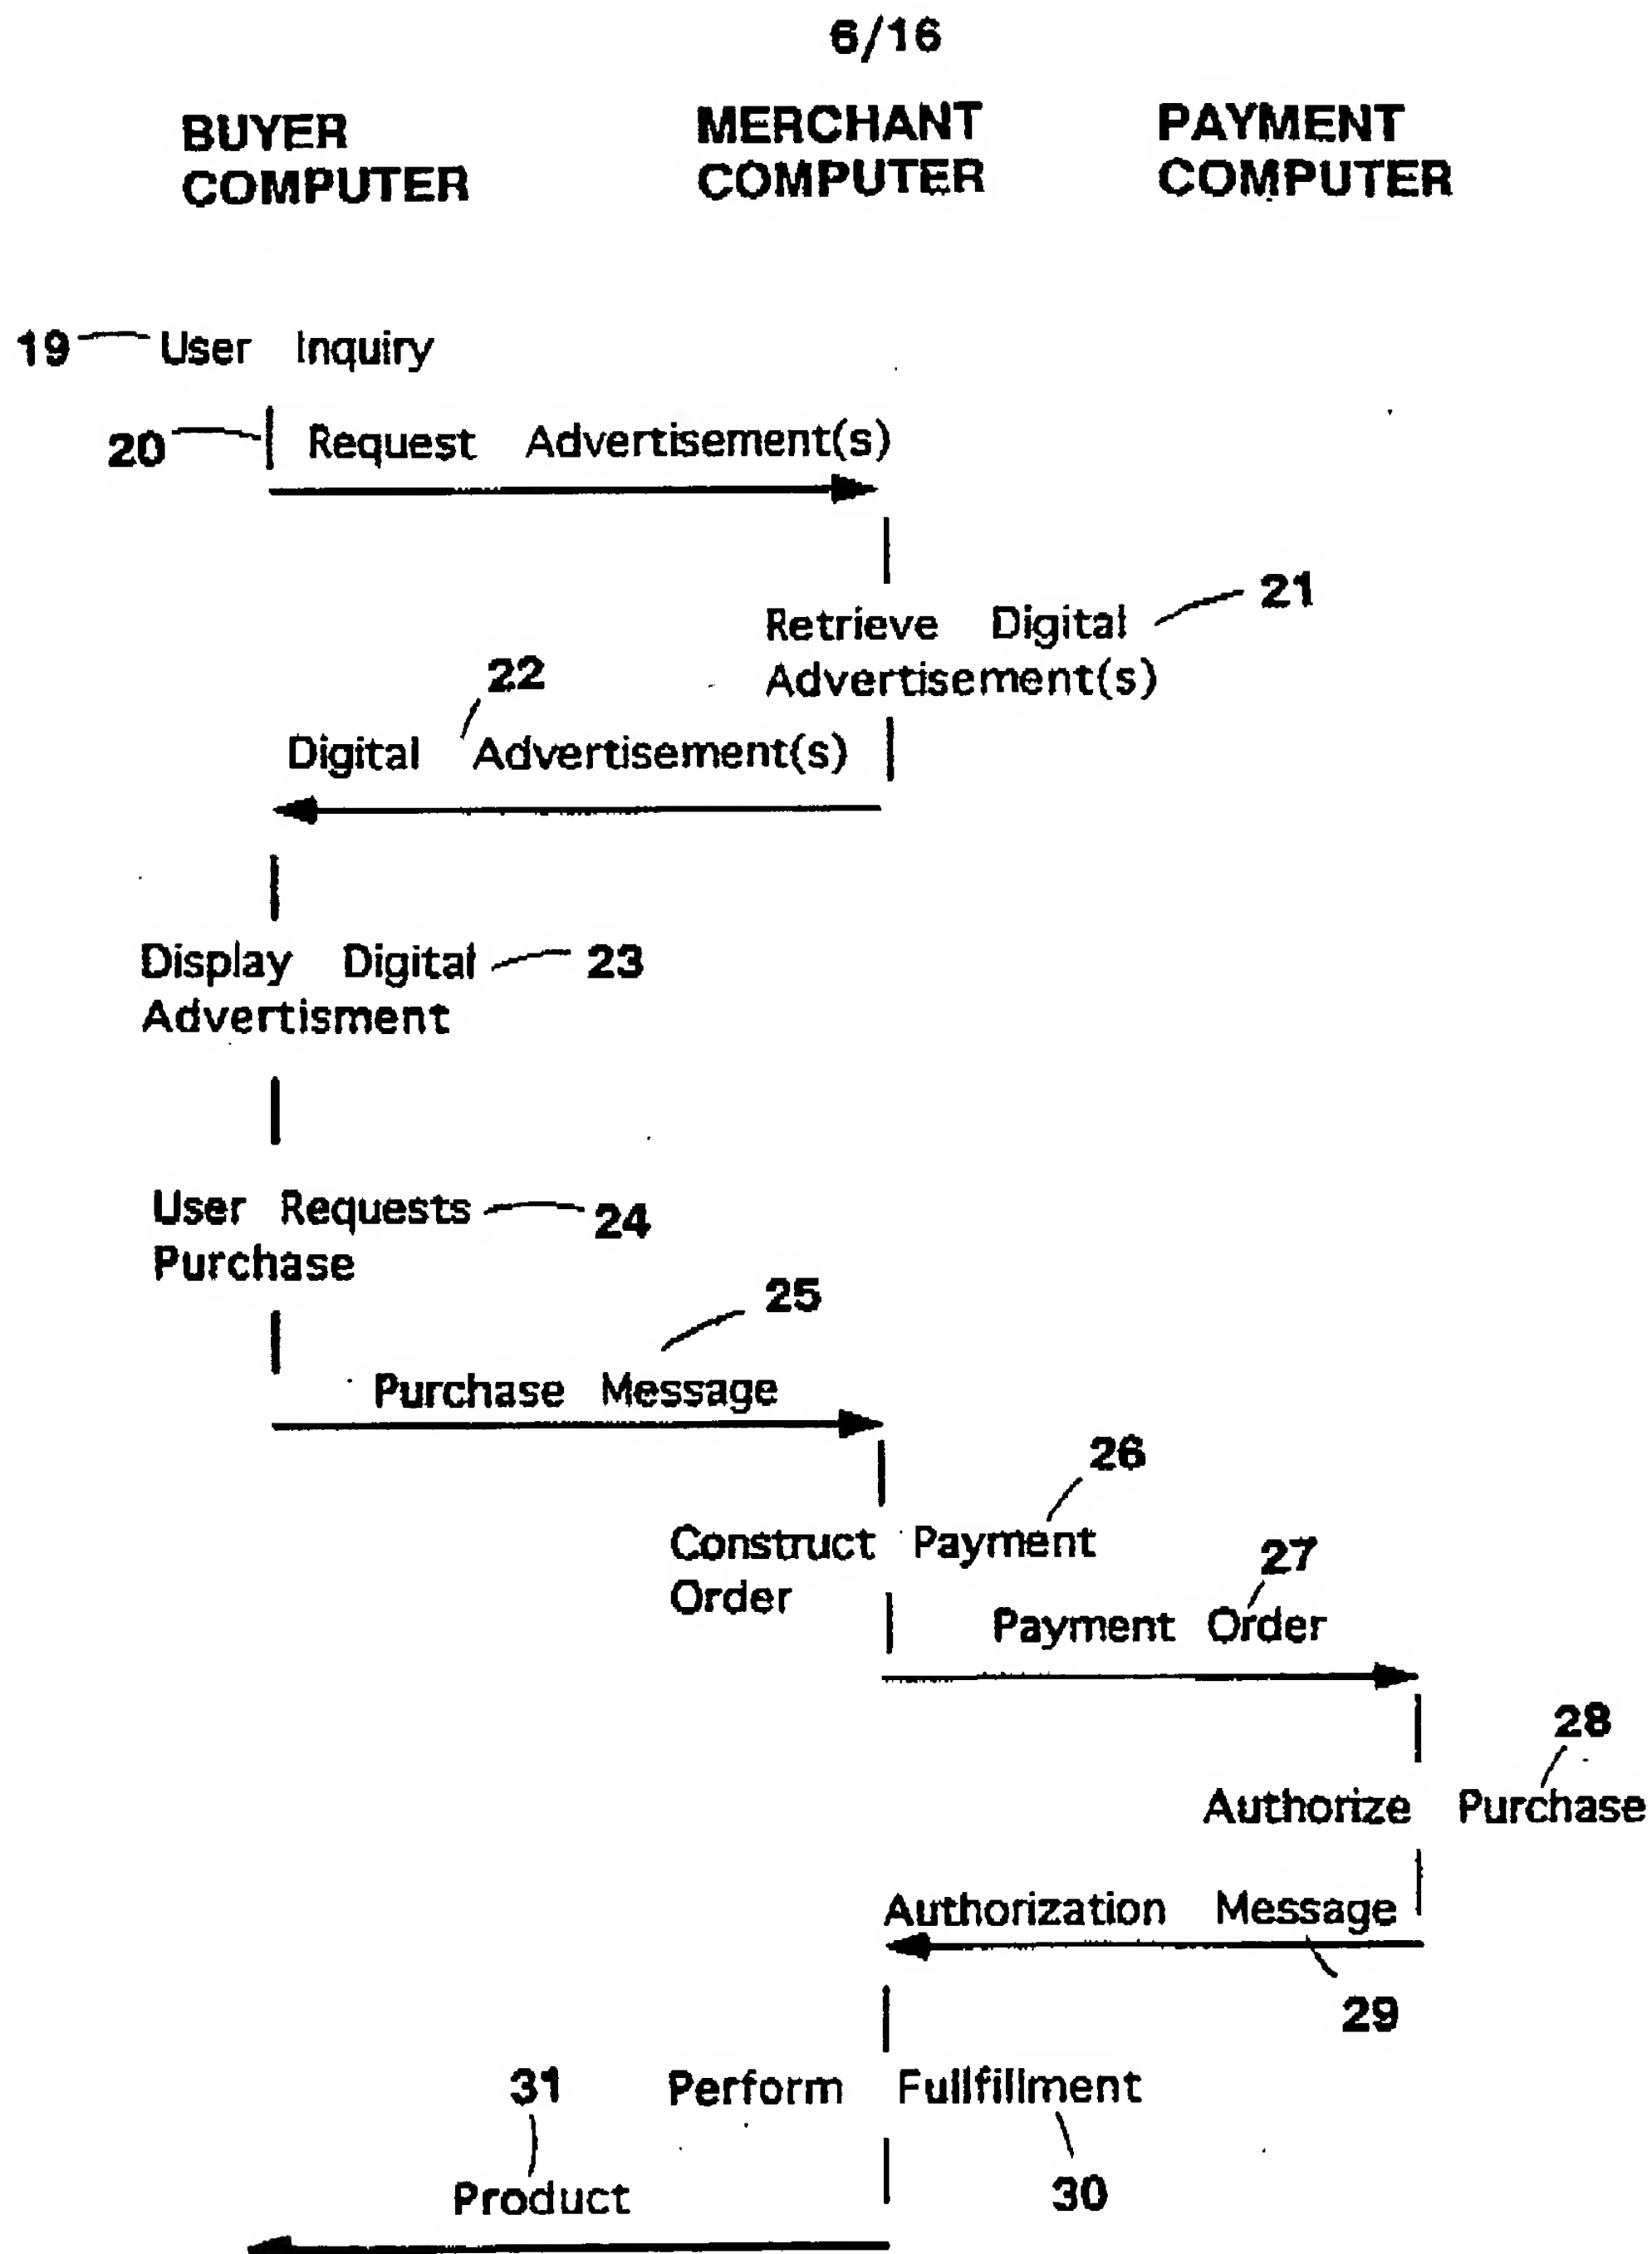 6/16
BUYER
COMPUTER
MERCHANT
COMPUTER
PAYMENT
COMPUTER
19 User Inquiry
20 Request Advertisement(s)
21
Retrieve Digital
Advertisement(s)
22
Digital Advertisement(s)
Display Digital 23
Advertisment
User Requests 24
Purchase
25
Purchase Message
26
Construct Payment
Order
27
Payment Order
28
Authorize Purchase
Authorization Message
29
31
Perform Fullfillment
Product
30